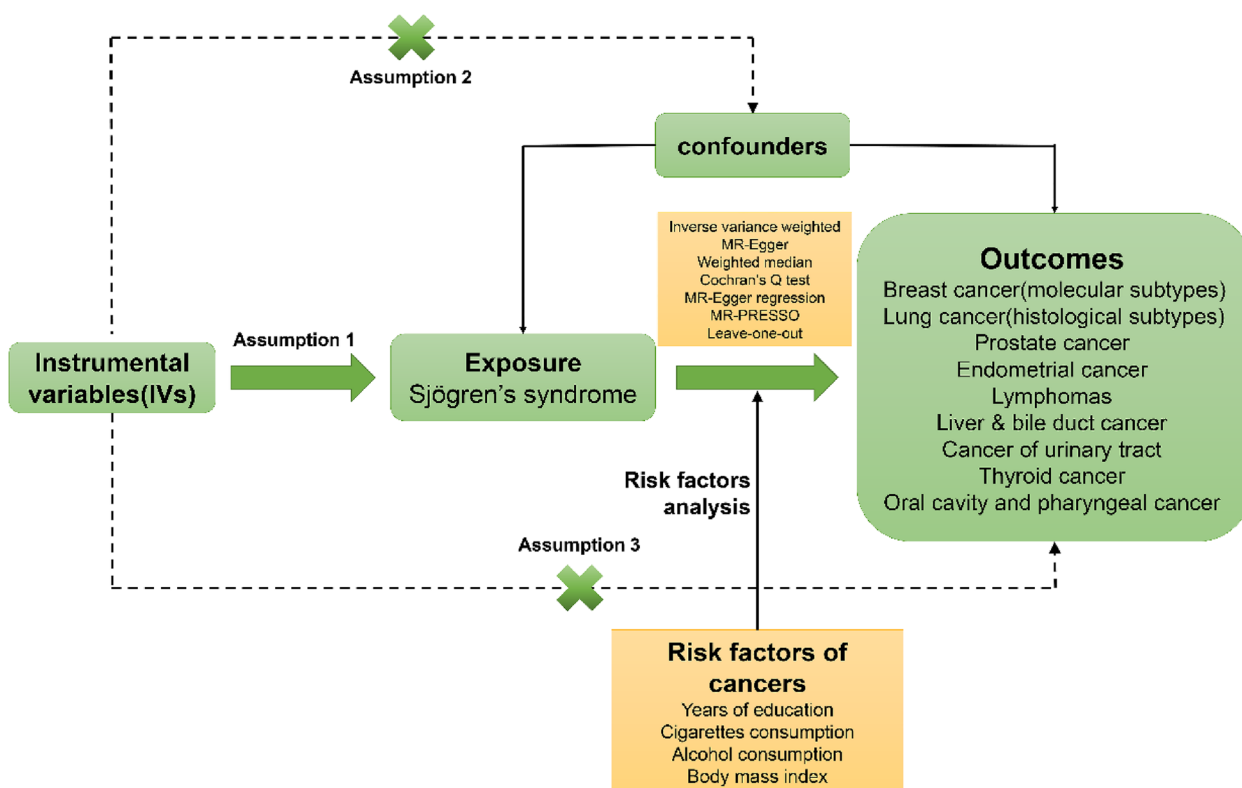 Assumption 2
confounders
Inverse variance weighted
MR-Egger
Weighted median
Cochran's Q test
MR-Egger regression
MR-PRESSO
Leave-one-out
Outcomes
Breast cancer(molecular subtypes)
Lung cancer(histological subtypes)
Prostate cancer
Endometrial cancer
Lymphomas
Liver & bile duct cancer
Cancer of urinary tract
Thyroid cancer
Oral cavity and pharyngeal cancer
Assumption 1
Instrumental
variables(IVs)
Exposure
Sjögren's syndrome
Risk factors
analysis
Assumption 3
Risk factors of
cancers
Years of education
Cigarettes consumption
Alcohol consumption
Body mass index